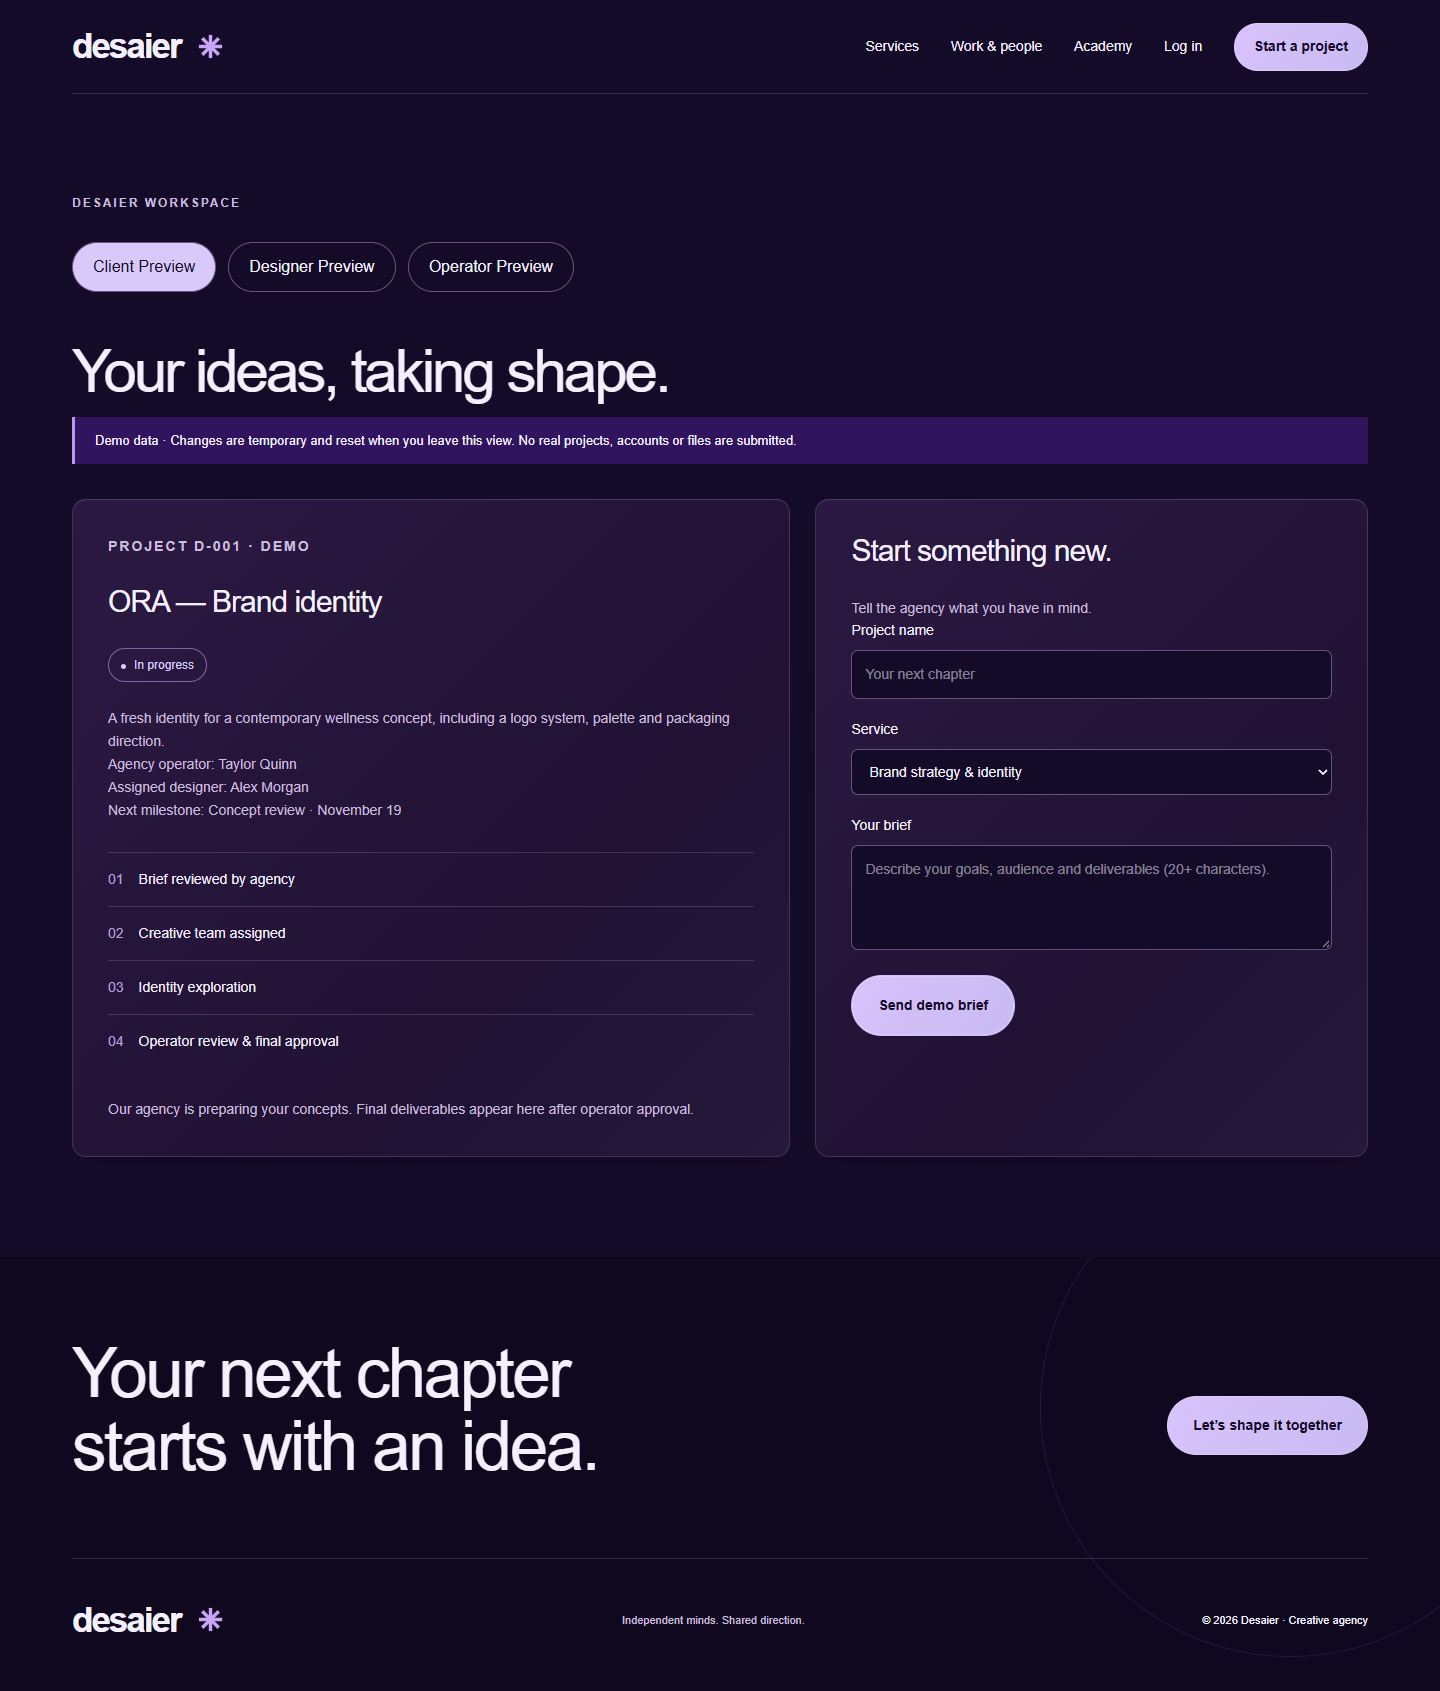 desaier
Services
Work & people
Academy
Log in
Start a project
DESAIER WORKSPACE
Client Preview
Designer Preview
Operator Preview
Your ideas, taking shape.
Demo data · Changes are temporary and reset when you leave this view. No real projects, accounts or files are submitted.
PROJECT D-001 · DEMO
ORA — Brand identity
In progress
A fresh identity for a contemporary wellness concept, including a logo system, palette and packaging
direction.
Agency operator: Taylor Quinn
Assigned designer: Alex Morgan
Next milestone: Concept review · November 19
01 Brief reviewed by agency
02 Creative team assigned
03 Identity exploration
04 Operator review & final approval
Our agency is preparing your concepts. Final deliverables appear here after operator approval.
Start something new.
Tell the agency what you have in mind.
Project name
Your next chapter
Service
Brand strategy & identity
Your brief
Describe your goals, audience and deliverables (20+ characters).
Send demo brief
Your next chapter
starts with an idea.
Let’s shape it together
desaier
Independent minds. Shared direction.
© 2026 Desaier · Creative agency